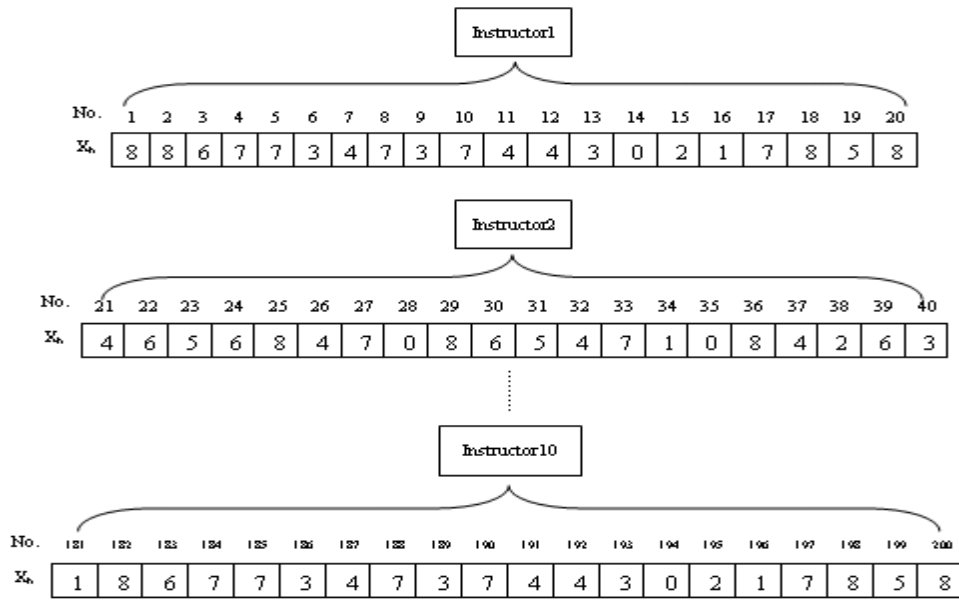 Instructor1
No. 1 2 3 4 5 6 7 8 9 10 11 12 13 14 15 16 17 18 19 20
Xh 8 8 6 7 7 3 4 7 3 7 4 4 3 0 2 1 7 8 5 8
Instructor2
No. 21 22 23 24 25 26 27 28 29 30 31 32 33 34 35 36 37 38 39 40
Xh 4 6 5 6 8 4 7 0 8 6 5 4 7 1 0 8 4 2 6 3
Instructor10
No. 181 182 183 184 185 186 187 188 189 190 191 192 193 194 195 196 197 198 199 200
Xh 1 8 6 7 7 3 4 7 3 7 4 4 3 0 2 1 7 8 5 8